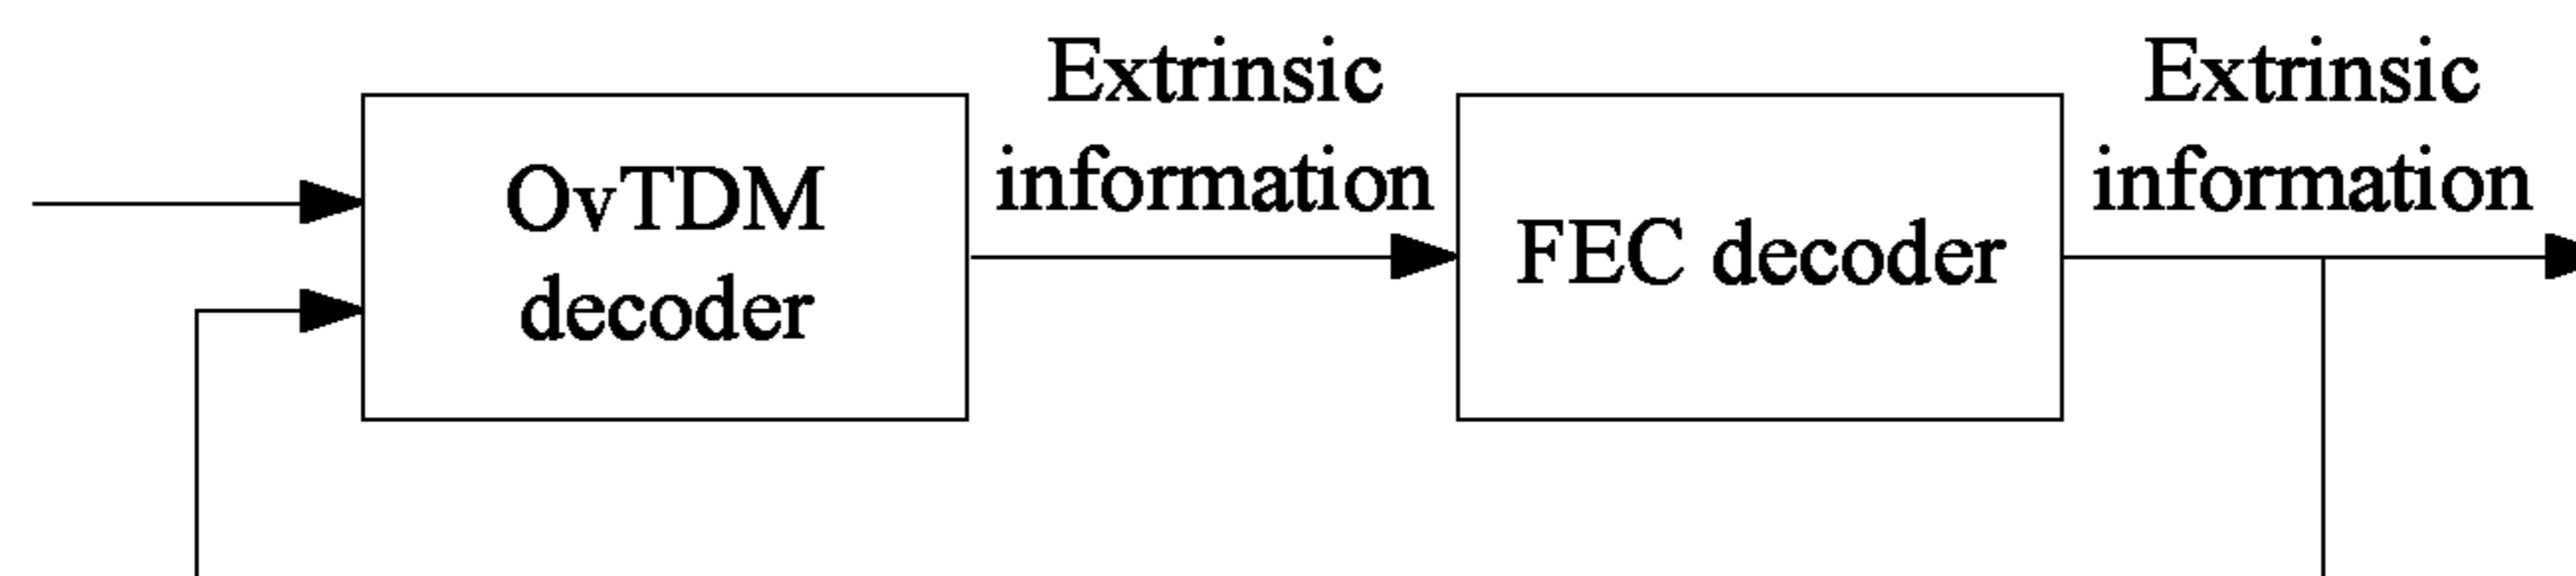 OvTDM
decoder
Extrinsic
information
FEC decoder
Extrinsic
information